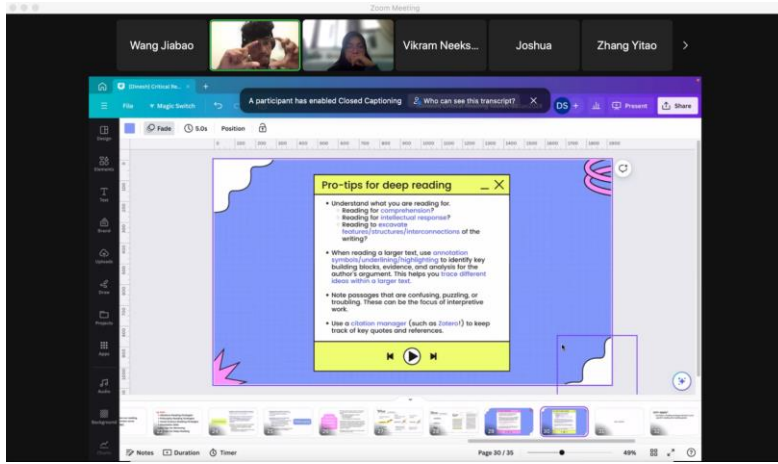 Zoom Meeting
Wang Jiabao
Vikram Neeks...
Joshua
Zhang Yitao
(Dinesh) Critical Re...
File
Magic Switch
A participant has enabled Closed Captioning
Who can see this transcript?
DS
Present
Share
Fade
5.0s
Position
Design
Elements
Text
Brand
Uploads
Draw
Projects
Apps
Audio
Background
Charts
Pro-tips for deep reading
• Understand what you are reading for.
◦ Reading for comprehension?
◦ Reading for intellectual response?
◦ Reading to excavate
features/structures/interconnections of the
writing?
• When reading a larger text, use annotation
symbols/underlining/highlighting to identify key
building blocks, evidence, and analysis for the
author's argument. This helps you trace different
ideas within a larger text.
• Note passages that are confusing, puzzling, or
troubling. These can be the focus of interpretive
work.
• Use a citation manager (such as Zotero!) to keep
track of key quotes and references.
Notes
Duration
Timer
Page 30 / 35
49%